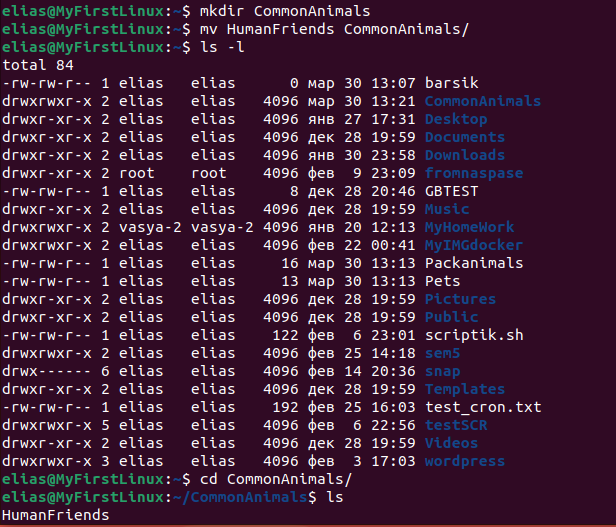 elias@MyFirstLinux:~$ mkdir CommonAnimals
elias@MyFirstLinux:~$ mv HumanFriends CommonAnimals/
elias@MyFirstLinux:~$ ls -l
total 84
-rw-rw-r-- 1 elias   elias      0 мар 30 13:07 barsik
drwxrwxr-x 2 elias   elias   4096 мар 30 13:21 CommonAnimals
drwxr-xr-x 2 elias   elias   4096 янв 27 17:31 Desktop
drwxr-xr-x 2 elias   elias   4096 дек 28 19:59 Documents
drwxr-xr-x 2 elias   elias   4096 янв 30 23:58 Downloads
drwxr-xr-x 2 root    root    4096 фев  9 23:09 fromnaspase
-rw-rw-r-- 1 elias   elias      8 дек 28 20:46 GBTEST
drwxr-xr-x 2 elias   elias   4096 дек 28 19:59 Music
drwxrwxr-x 2 vasya-2 vasya-2 4096 янв 20 12:13 MyHomeWork
drwxrwxr-x 2 elias   elias   4096 фев 22 00:41 MyIMGdocker
-rw-rw-r-- 1 elias   elias     16 мар 30 13:13 Packanimals
-rw-rw-r-- 1 elias   elias     13 мар 30 13:13 Pets
drwxr-xr-x 2 elias   elias   4096 дек 28 19:59 Pictures
drwxr-xr-x 2 elias   elias   4096 дек 28 19:59 Public
-rw-rw-r-- 1 elias   elias    122 фев  6 23:01 scriptik.sh
drwxrwxr-x 2 elias   elias   4096 фев 25 14:18 sem5
drwx------ 6 elias   elias   4096 фев 14 20:36 snap
drwxr-xr-x 2 elias   elias   4096 дек 28 19:59 Templates
-rw-rw-r-- 1 elias   elias    192 фев 25 16:03 test_cron.txt
drwxrwxr-x 5 elias   elias   4096 фев  6 22:56 testSCR
drwxr-xr-x 2 elias   elias   4096 дек 28 19:59 Videos
drwxrwxr-x 3 elias   elias   4096 фев  3 17:03 wordpress
elias@MyFirstLinux:~$ cd CommonAnimals/
elias@MyFirstLinux:~/CommonAnimals$ ls
HumanFriends